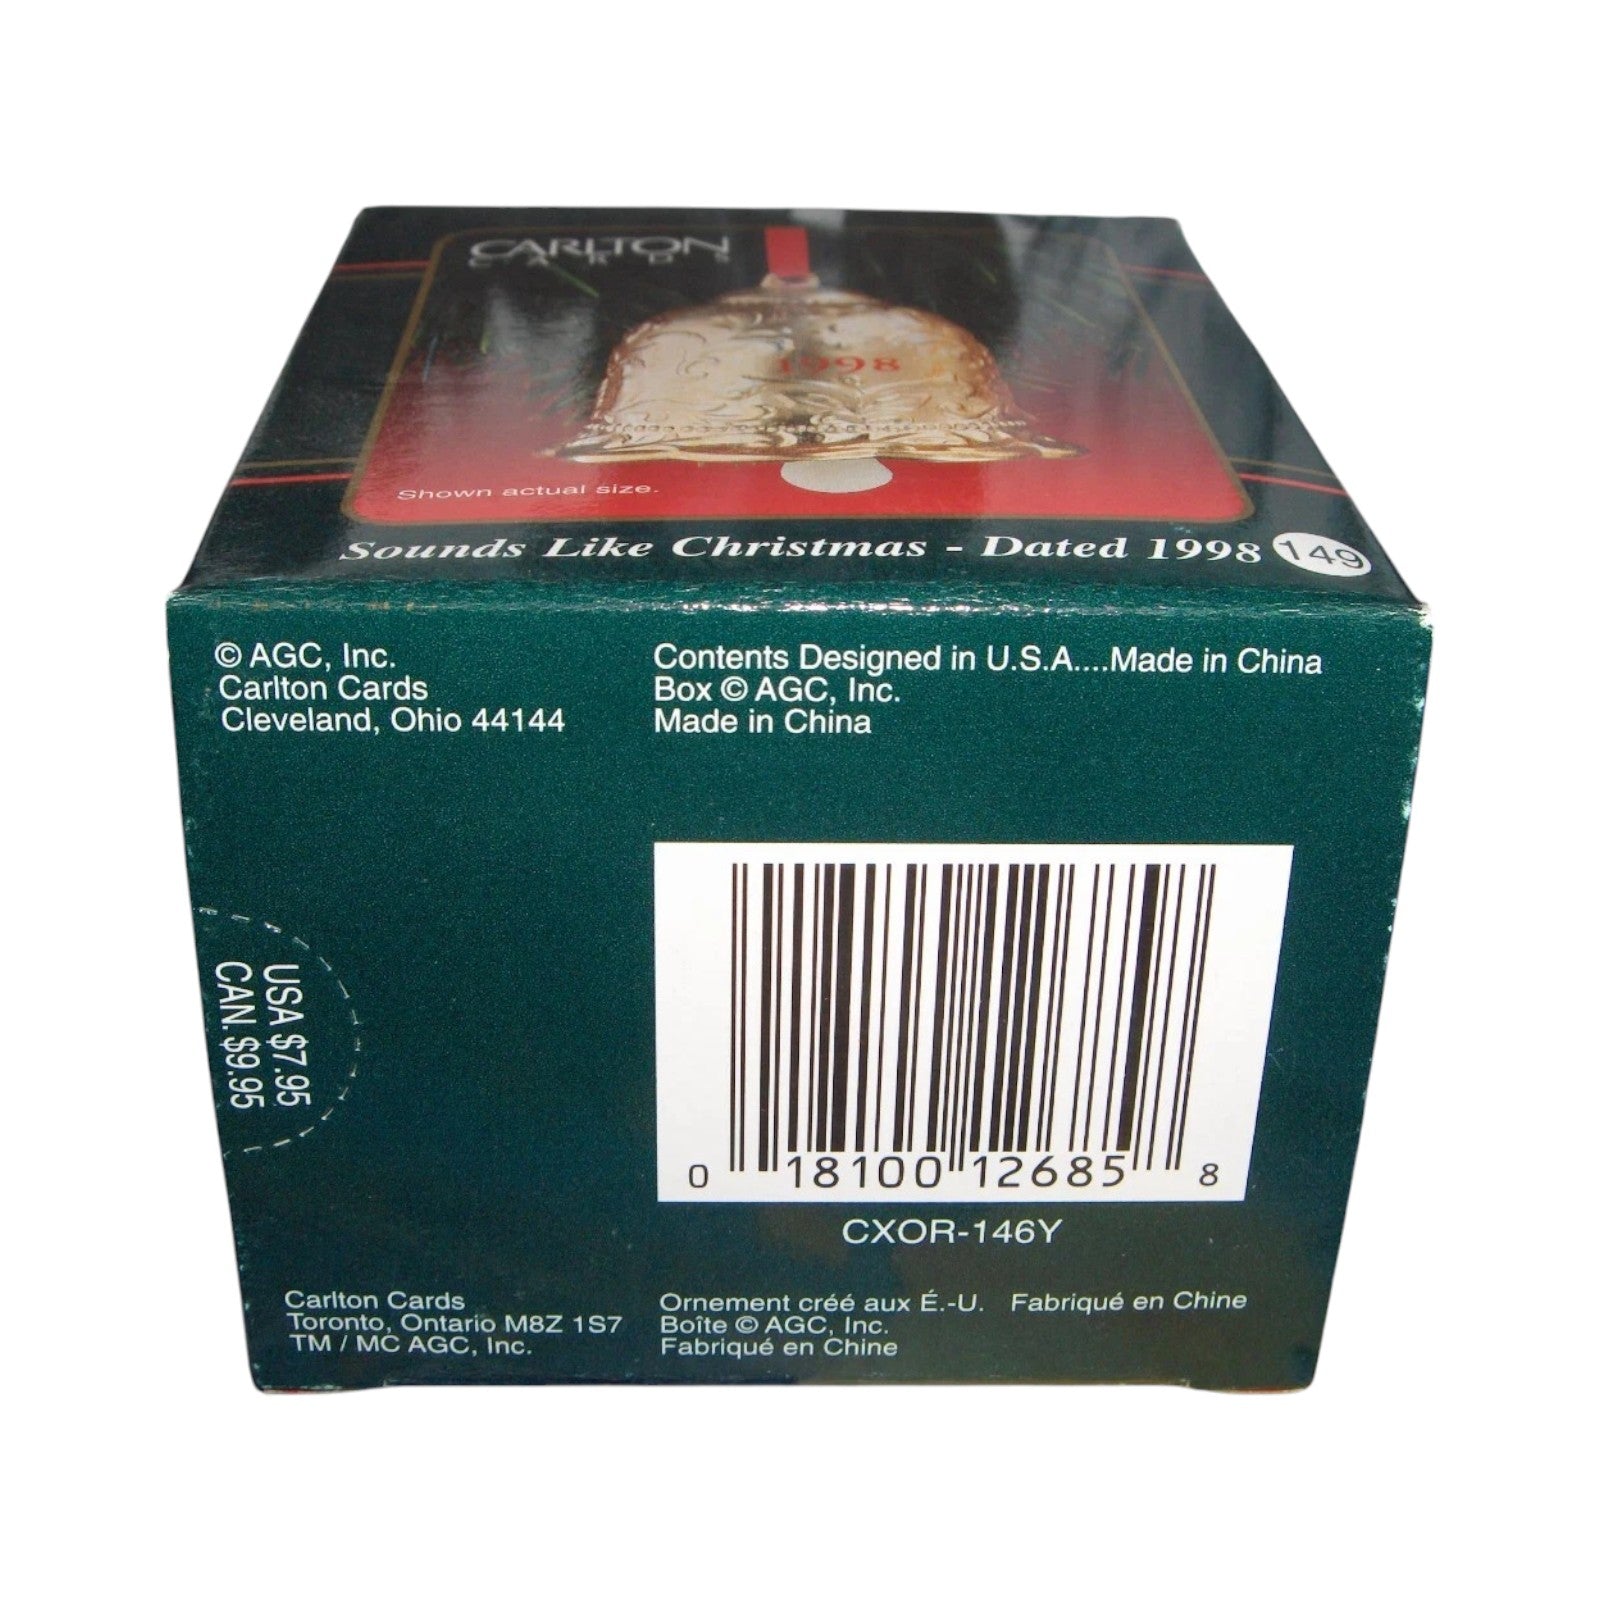 CARLTON
CARDS
1998
Shown actual size.
Sounds Like Christmas - Dated 1998 149
© AGC, Inc.
Carlton Cards
Cleveland, Ohio 44144
Contents Designed in U.S.A....Made in China
Box © AGC, Inc.
Made in China
USA $7.95
CAN. $9.95
0 18100 12685 8
CXOR-146Y
Carlton Cards
Toronto, Ontario M8Z 1S7
TM / MC AGC, Inc.
Ornement créé aux É.-U. Fabriqué en Chine
Boîte © AGC, Inc.
Fabriqué en Chine